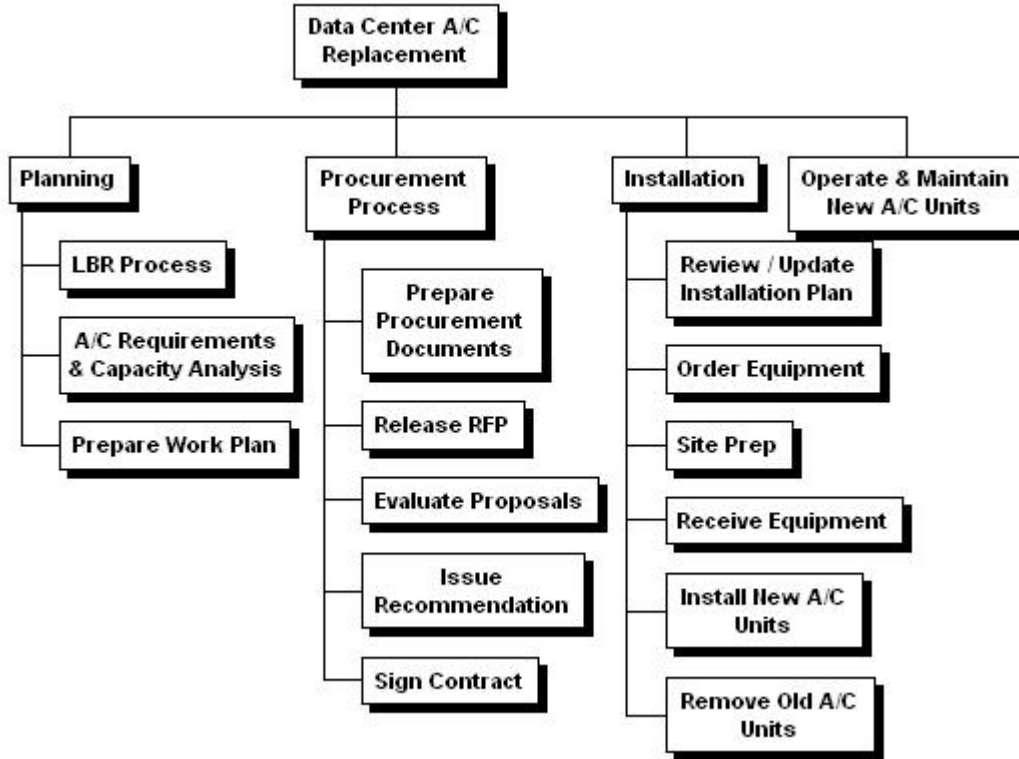 Data Center A/C
Replacement
Planning
Procurement
Process
Installation
Operate & Maintain
New A/C Units
LBR Process
A/C Requirements
& Capacity Analysis
Prepare Work Plan
Prepare
Procurement
Documents
Release RFP
Evaluate Proposals
Issue
Recommendation
Sign Contract
Review / Update
Installation Plan
Order Equipment
Site Prep
Receive Equipment
Install New A/C
Units
Remove Old A/C
Units